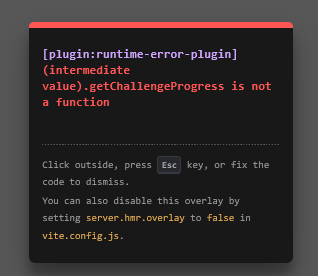 [plugin:runtime-error-plugin]
(intermediate
value).getChallengeProgress is not
a function
Click outside, press Esc key, or fix the
code to dismiss.
You can also disable this overlay by
setting server.hmr.overlay to false in
vite.config.js.